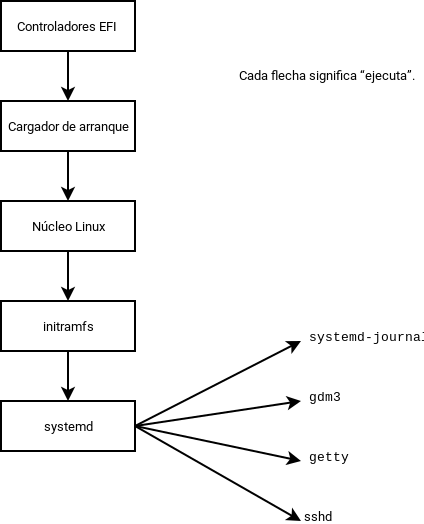 Controladores EFI
Cada flecha significa “ejecuta”.
Cargador de arranque
Núcleo Linux
initramfs
systemd-journal
systemd
gdm3
getty
sshd